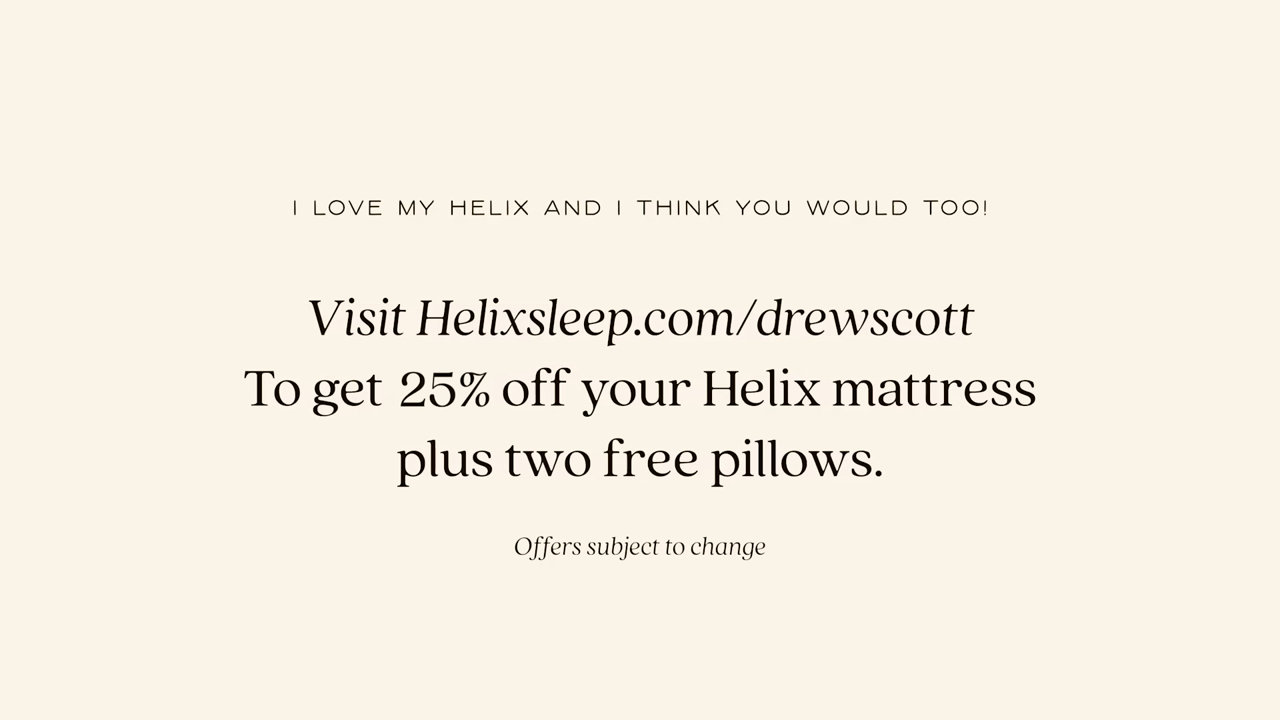 I LOVE MY HELIX AND I THINK YOU WOULD TOO!
Visit Helixsleep.com/drewscott
To get 25% off your Helix mattress
plus two free pillows.
Offers subject to change